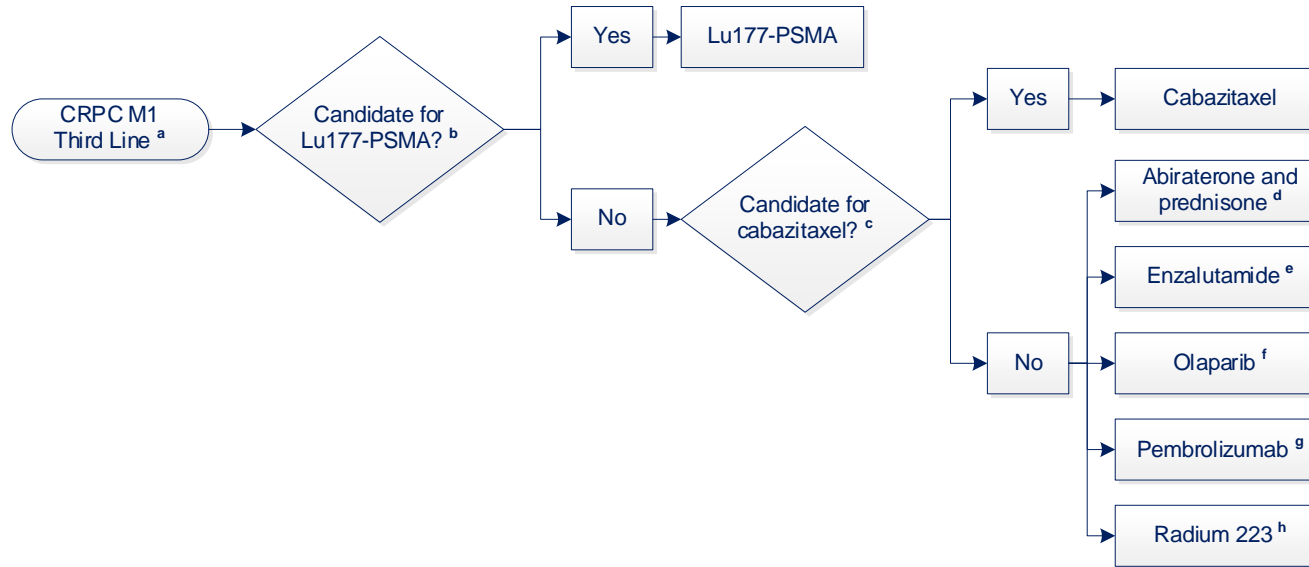 CRPC M1
Third Line a
Candidate for
Lu177-PSMA? b
Yes
Lu177-PSMA
No
Candidate for
cabazitaxel? c
Yes
Cabazitaxel
No
Abiraterone and
prednisone d
Enzalutamide e
Olaparib f
Pembrolizumab g
Radium 223 h